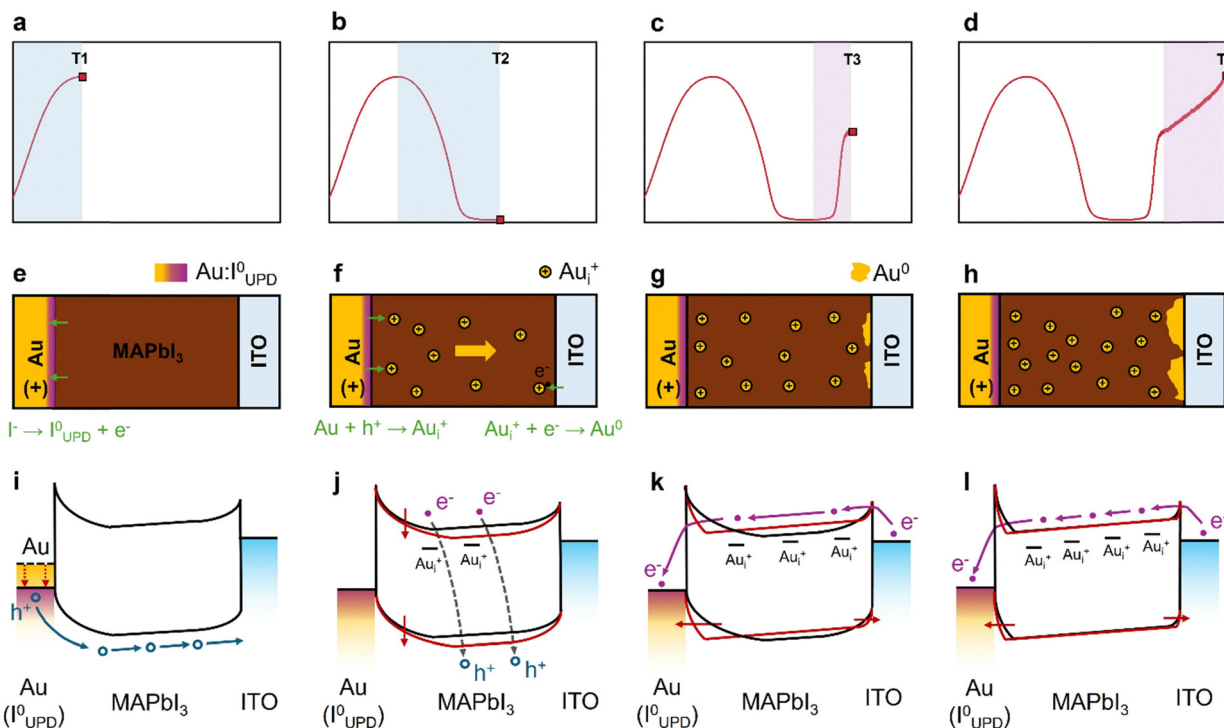 a
b
c
d
T1
T2
T3
T
e
Au:I⁰UPD
f
Auᵢ⁺
g
Au⁰
h
Au
(+)
MAPbI₃
ITO
Au
(+)
e⁻
ITO
Au
(+)
ITO
Au
(+)
ITO
I⁻ → I⁰UPD + e⁻
Au + h⁺ → Auᵢ⁺
Auᵢ⁺ + e⁻ → Au⁰
i
j
k
l
Au
h⁺
e⁻
e⁻
Auᵢ⁺
Auᵢ⁺
h⁺
h⁺
e⁻
e⁻
Auᵢ⁺
Auᵢ⁺
Auᵢ⁺
e⁻
e⁻
Auᵢ⁺
Auᵢ⁺
Auᵢ⁺
Auᵢ⁺
Au
(I⁰UPD)
MAPbI₃
ITO
Au
(I⁰UPD)
MAPbI₃
ITO
Au
(I⁰UPD)
MAPbI₃
ITO
Au
(I⁰UPD)
MAPbI₃
ITO